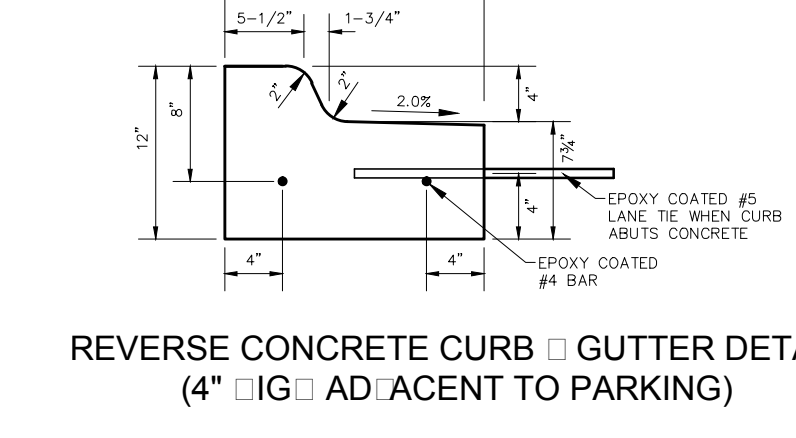 5-1/2"
1-3/4"
2"
2"
2.0%
4"
8"
12"
7¾"
4"
EPOXY COATED #5
LANE TIE WHEN CURB
ABUTS CONCRETE
4"
4"
EPOXY COATED
#4 BAR
REVERSE CONCRETE CURB □ GUTTER DETA
(4" □IG□ AD□ACENT TO PARKING)